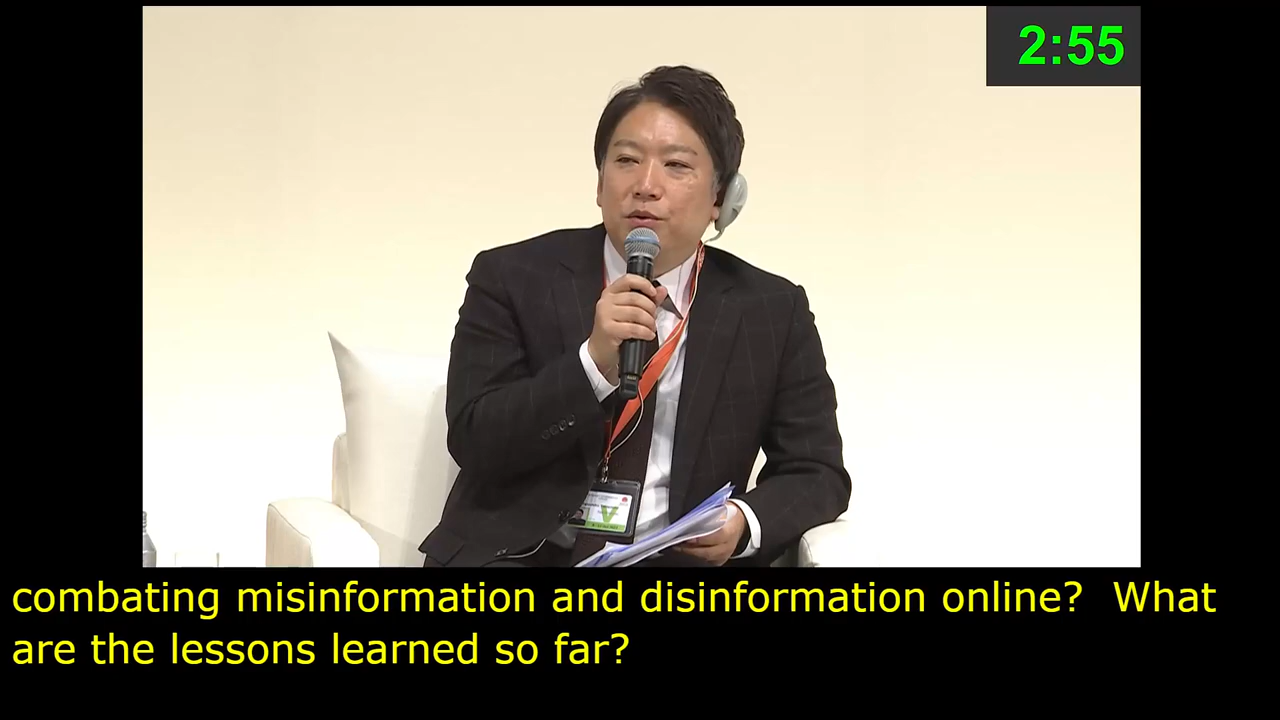 2:55
combating misinformation and disinformation online?  What
are the lessons learned so far?